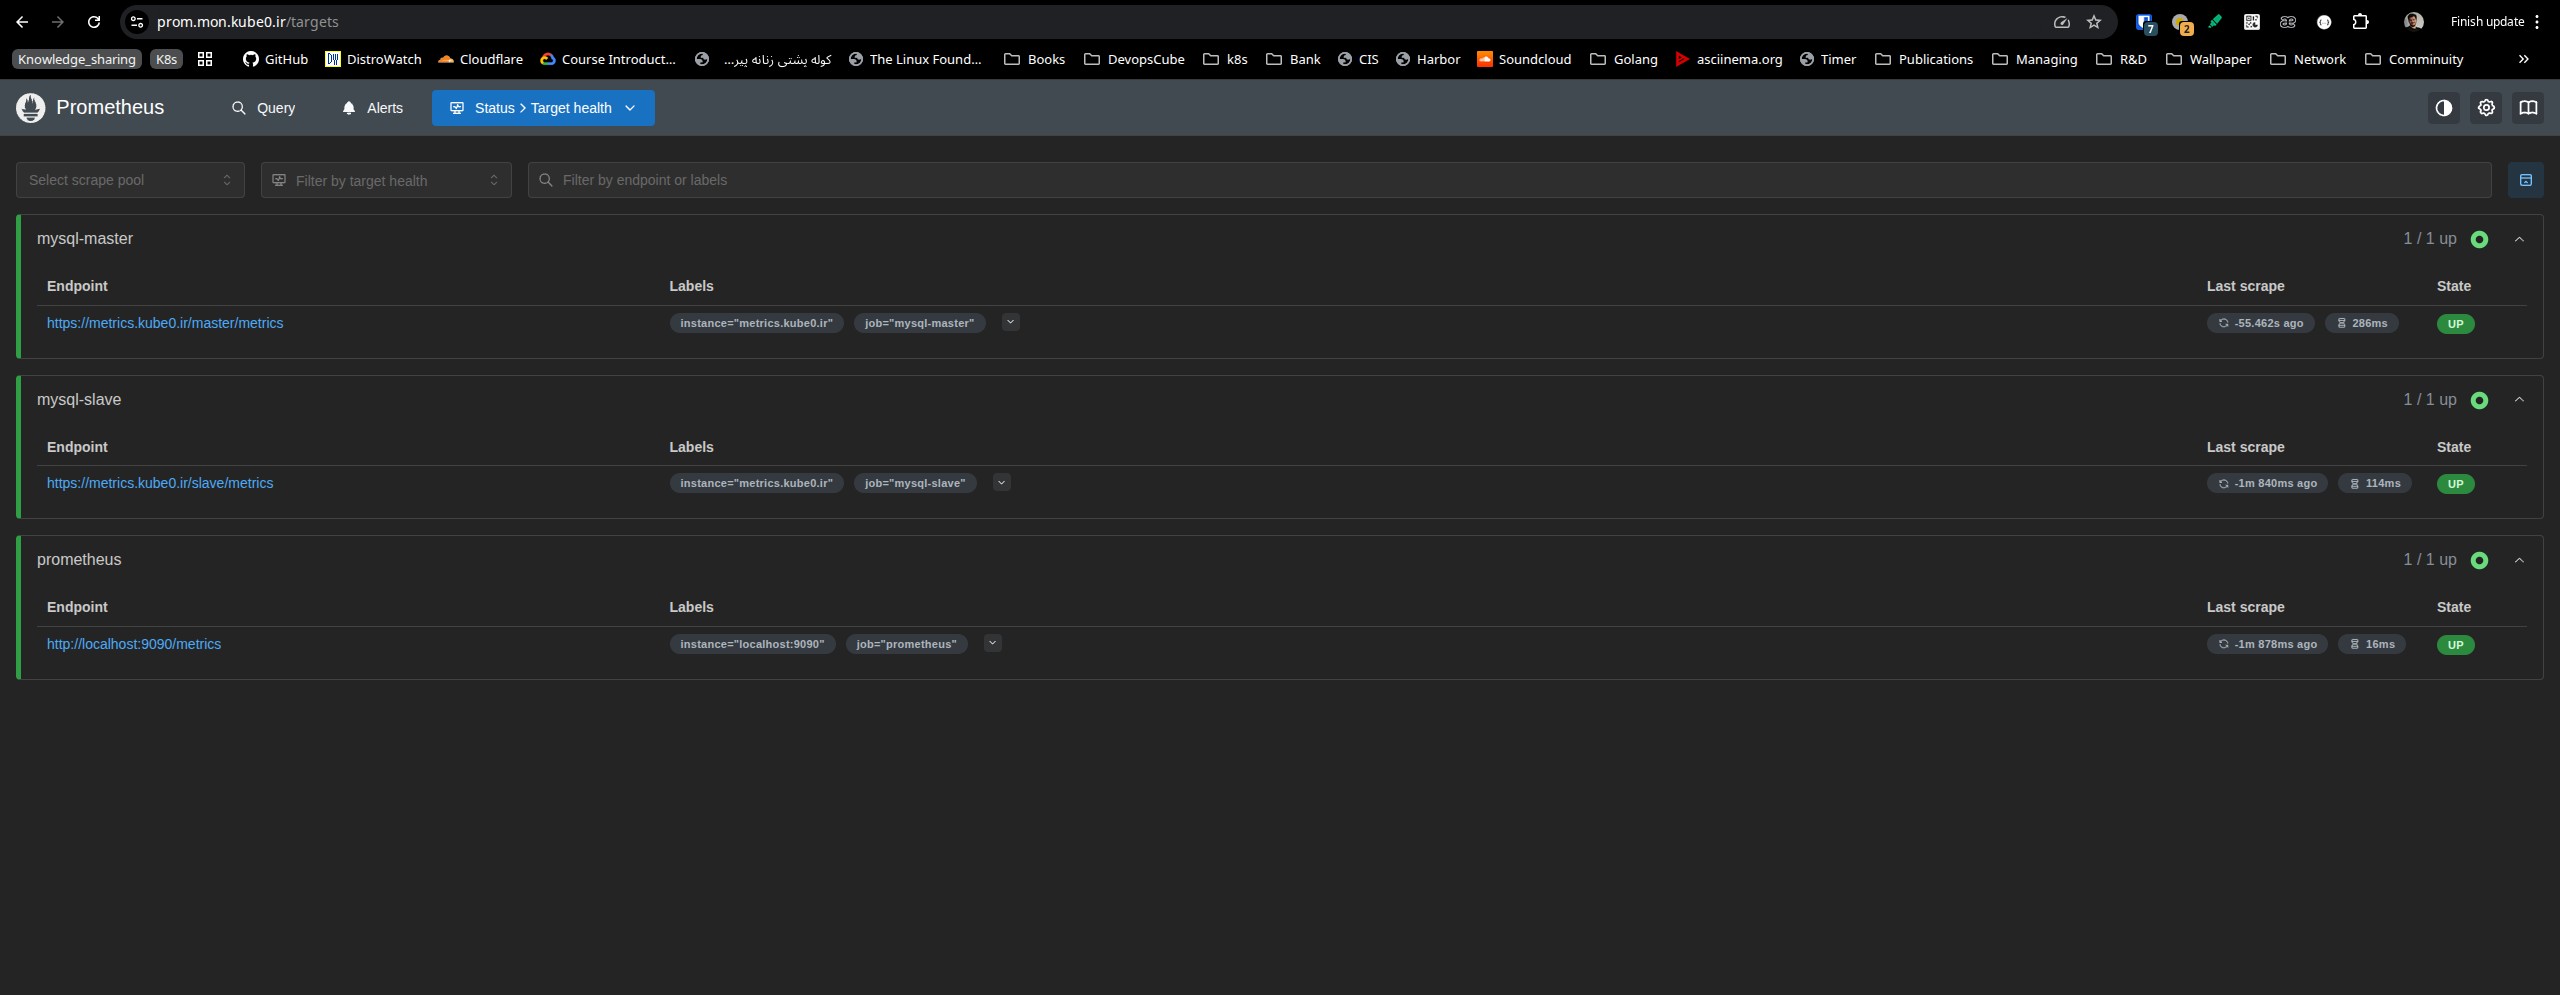 prom.mon.kube0.ir/targets
7
2
Finish update
Knowledge_sharing K8s GitHub DistroWatch Cloudflare Course Introduct... کوله پشتی زنانه بیر... The Linux Found... Books DevopsCube k8s Bank CIS Harbor Soundcloud Golang asciinema.org Timer Publications Managing R&D Wallpaper Network Comminuity
Prometheus Query Alerts Status > Target health
Select scrape pool Filter by target health Filter by endpoint or labels
mysql-master 1 / 1 up
Endpoint Labels Last scrape State
https://metrics.kube0.ir/master/metrics instance="metrics.kube0.ir" job="mysql-master" -55.462s ago 286ms UP
mysql-slave 1 / 1 up
Endpoint Labels Last scrape State
https://metrics.kube0.ir/slave/metrics instance="metrics.kube0.ir" job="mysql-slave" -1m 840ms ago 114ms UP
prometheus 1 / 1 up
Endpoint Labels Last scrape State
http://localhost:9090/metrics instance="localhost:9090" job="prometheus" -1m 878ms ago 16ms UP